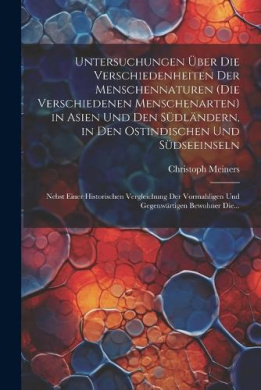 Untersuchungen Über Die
Verschiedenheiten Der
Menschennaturen (Die
Verschiedenen Menschenarten)
in Asien Und Den Südländern,
in Den Ostindischen Und
Südseeinseln
Christoph Meiners
Nebst Einer Historischen Vergleichung Der Vormahligen Und
Gegenwärtigen Bewohner Die...